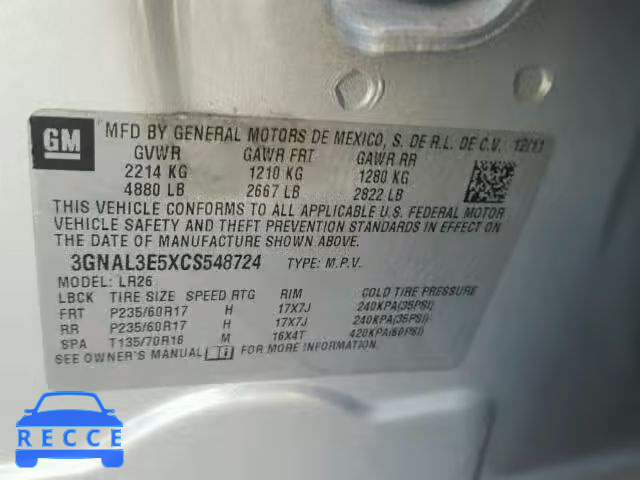 GM
MFD BY GENERAL MOTORS DE MEXICO, S. DE R.L. DE C.V. 12/11
GVWR GAWR FRT GAWR RR
2214 KG 1210 KG 1280 KG
4880 LB 2667 LB 2822 LB
THIS VEHICLE CONFORMS TO ALL APPLICABLE U.S. FEDERAL MOTOR
VEHICLE SAFETY AND THEFT PREVENTION STANDARDS
IN EFFECT ON THE DATE OF MANUFACTURE SHOWN ABOVE.
3GNAL3E5XCS548724 TYPE: M.P.V.
MODEL: LR26
LBCK TIRE SIZE SPEED RTG RIM COLD TIRE PRESSURE
FRT P235/60R17 H 17X7J 240KPA(35PSI)
RR P235/60R17 H 17X7J 240KPA(35PSI)
SPA T135/70R16 M 16X4T 420KPA(60PSI)
SEE OWNER'S MANUAL FOR MORE INFORMATION
RECCE